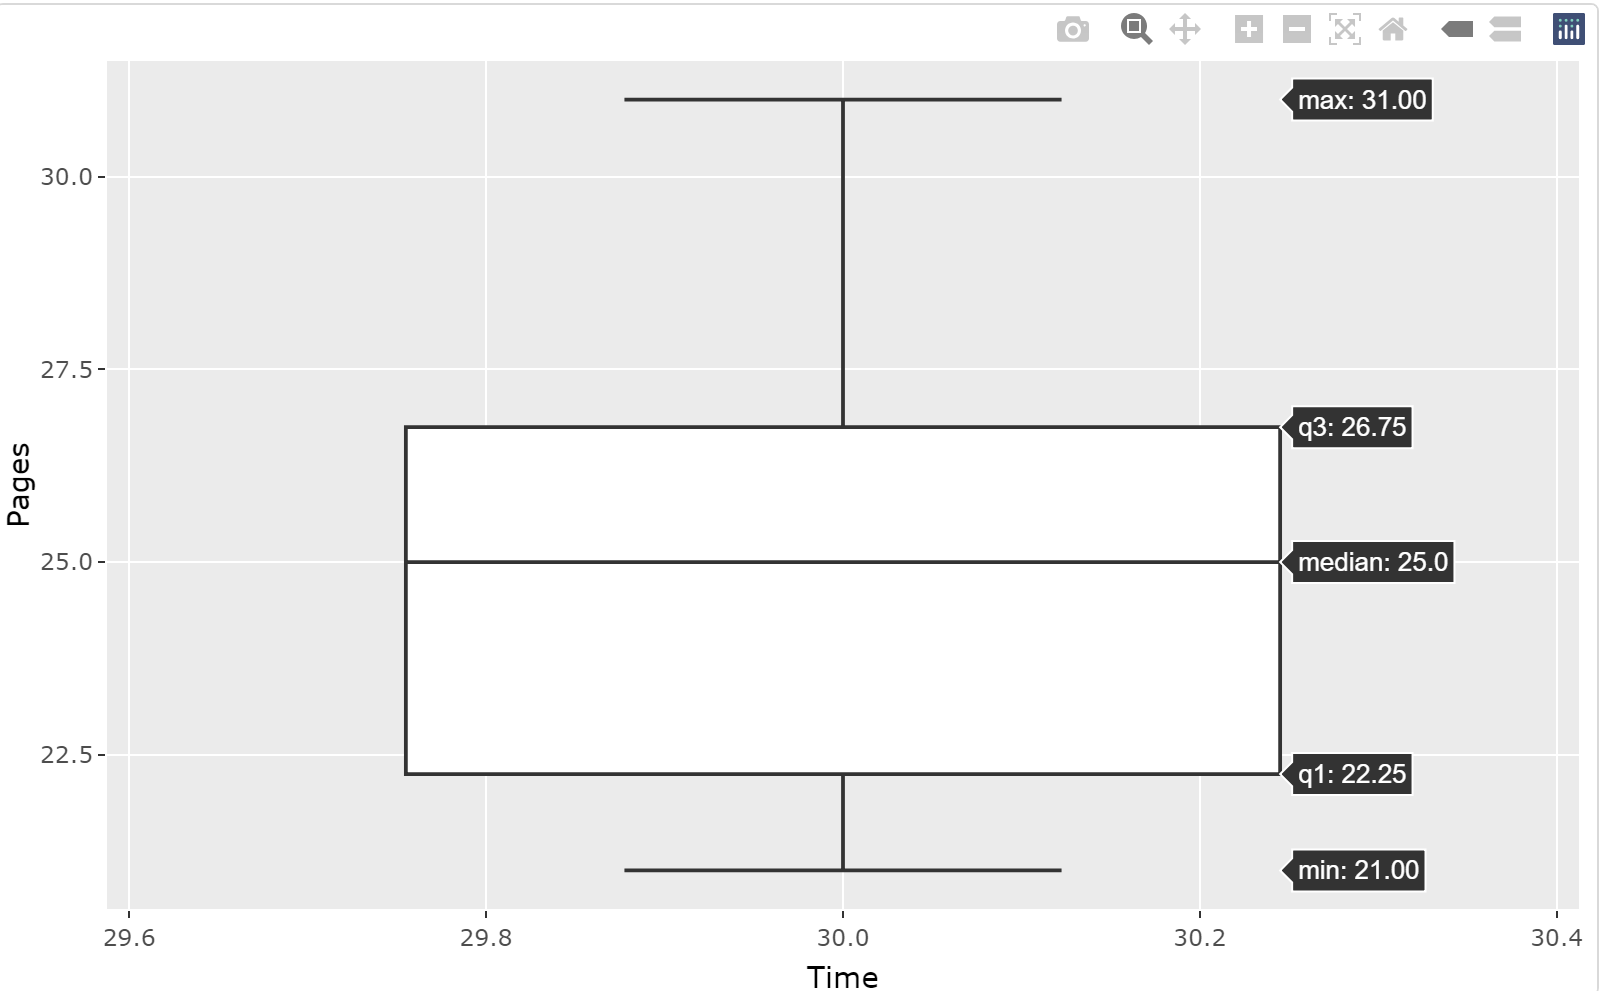 max: 31.00
30.0
27.5
q3: 26.75
Pages
25.0
median: 25.0
22.5
q1: 22.25
min: 21.00
29.6 29.8 30.0 30.2 30.4
Time